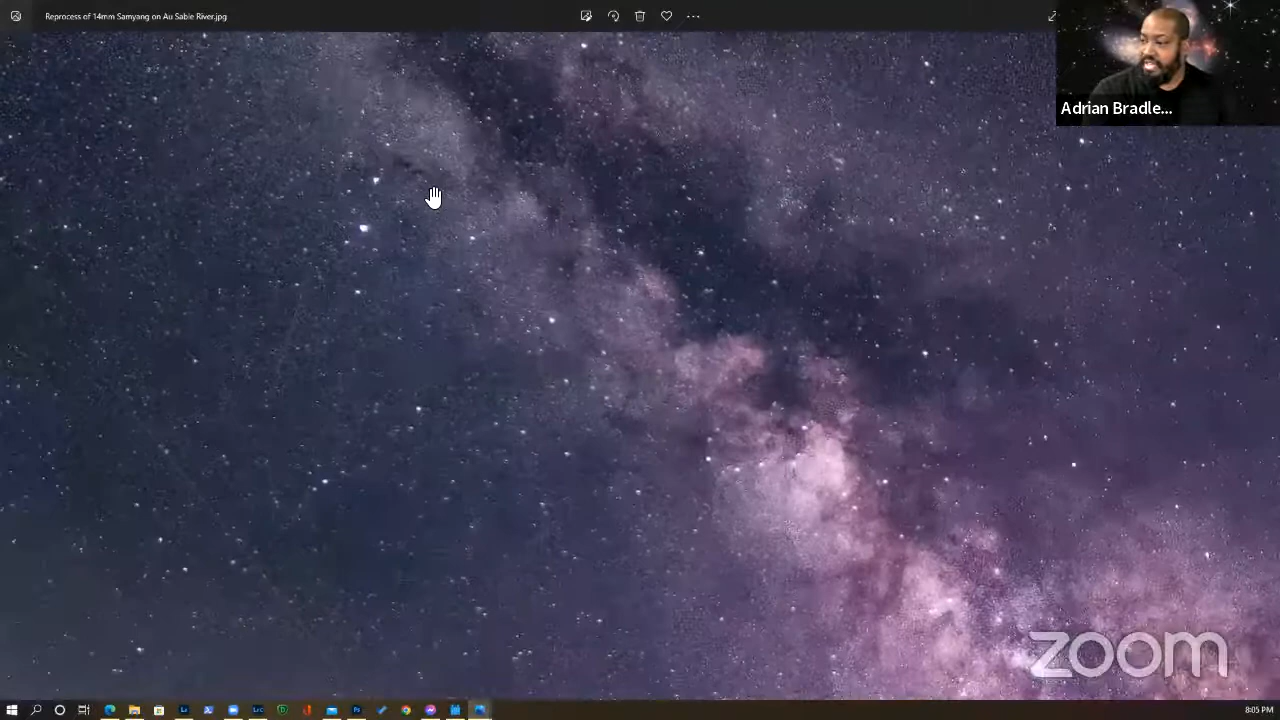 Reprocess of 14mm Samyang on Au Sable River.jpg
Adrian Bradle...
zoom
8:05 PM